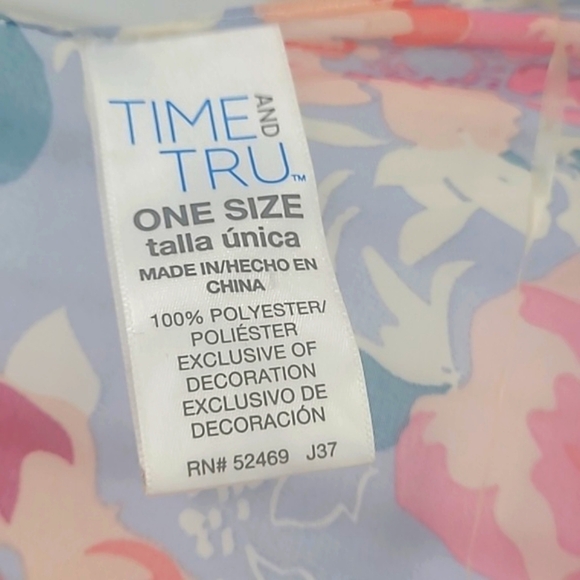 TIME AND
TRU™
ONE SIZE
talla única
MADE IN/HECHO EN
CHINA
100% POLYESTER/
POLIÉSTER
EXCLUSIVE OF
DECORATION
EXCLUSIVO DE
DECORACIÓN
RN# 52469 J37